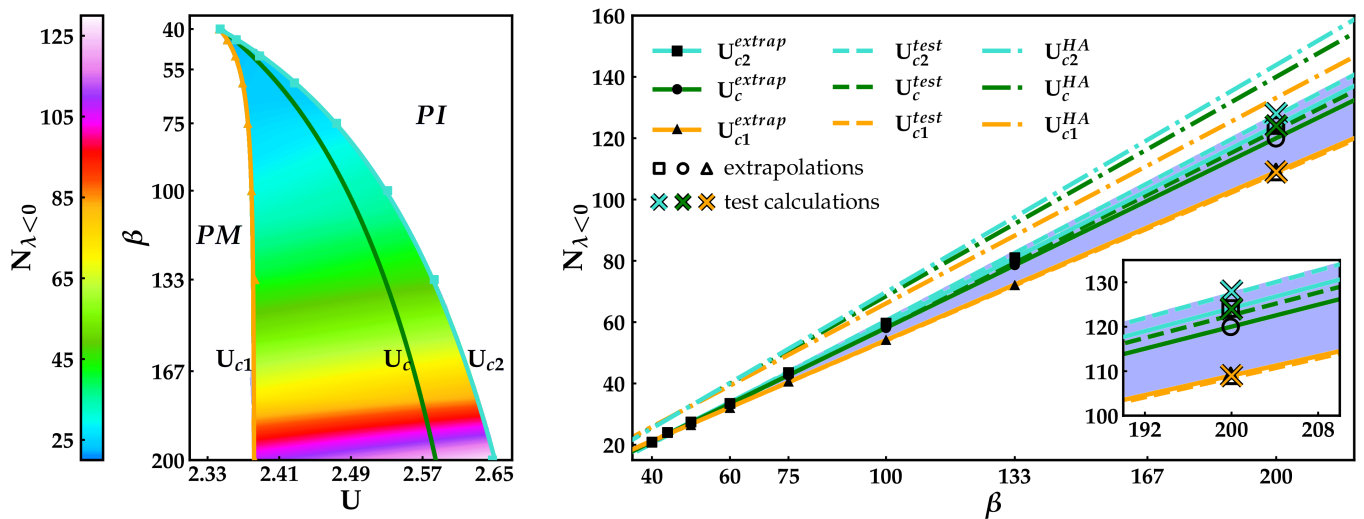 N_{λ<0}
125
105
85
65
45
25
β
40
55
75
100
133
167
200
PI
PM
U_{c1}
U_c
U_{c2}
2.33
2.41
2.49
2.57
2.65
U
N_{λ<0}
160
140
120
100
80
60
40
20
U_{c2}^{extrap} U_{c2}^{test} U_{c2}^{HA}
U_c^{extrap} U_c^{test} U_c^{HA}
U_{c1}^{extrap} U_{c1}^{test} U_{c1}^{HA}
extrapolations
test calculations
130
120
110
100
192 200 208
40 60 75 100 133 167 200
β